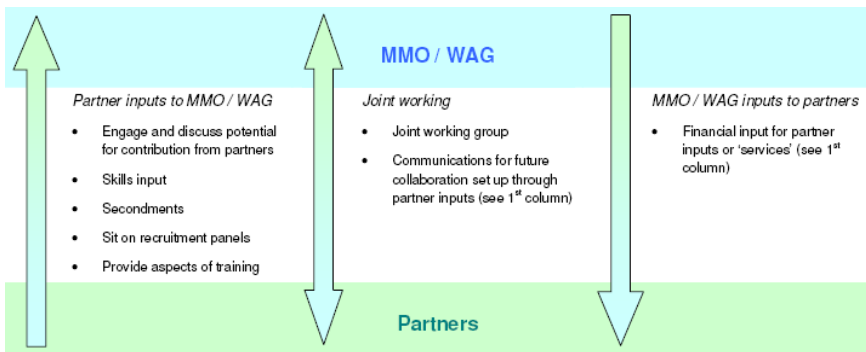 MMO / WAG
Partner inputs to MMO / WAG
• Engage and discuss potential
for contribution from partners
• Skills input
• Secondments
• Sit on recruitment panels
• Provide aspects of training
Joint working
• Joint working group
• Communications for future
collaboration set up through
partner inputs (see 1st column)
MMO / WAG inputs to partners
• Financial input for partner
inputs or ‘services’ (see 1st
column)
Partners